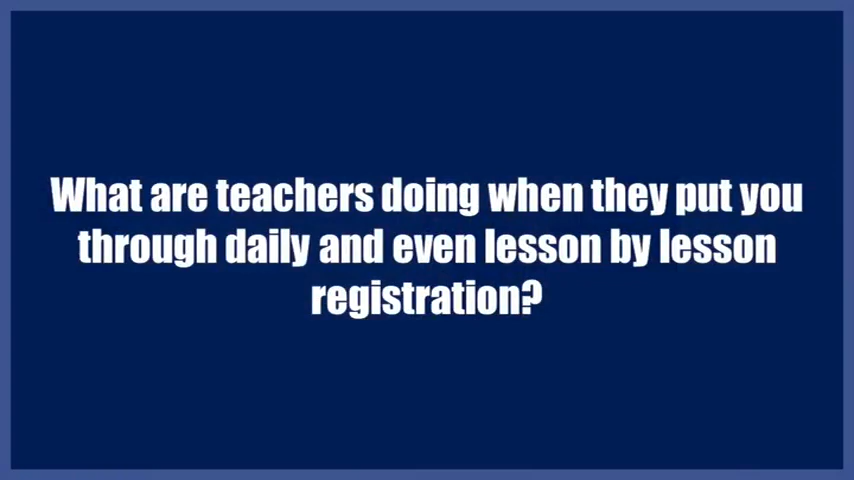 What are teachers doing when they put you
through daily and even lesson by lesson
registration?